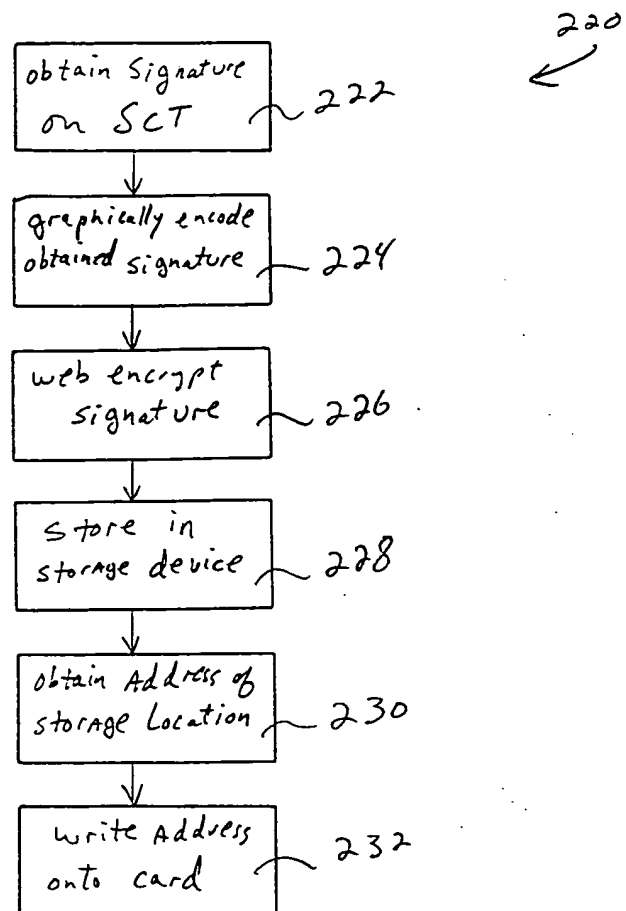 220
obtain Signature
on SCT
222
graphically encode
obtained signature
224
web encrypt
signature
226
store in
storage device
228
obtain Address of
storage Location
230
write Address
onto card
232